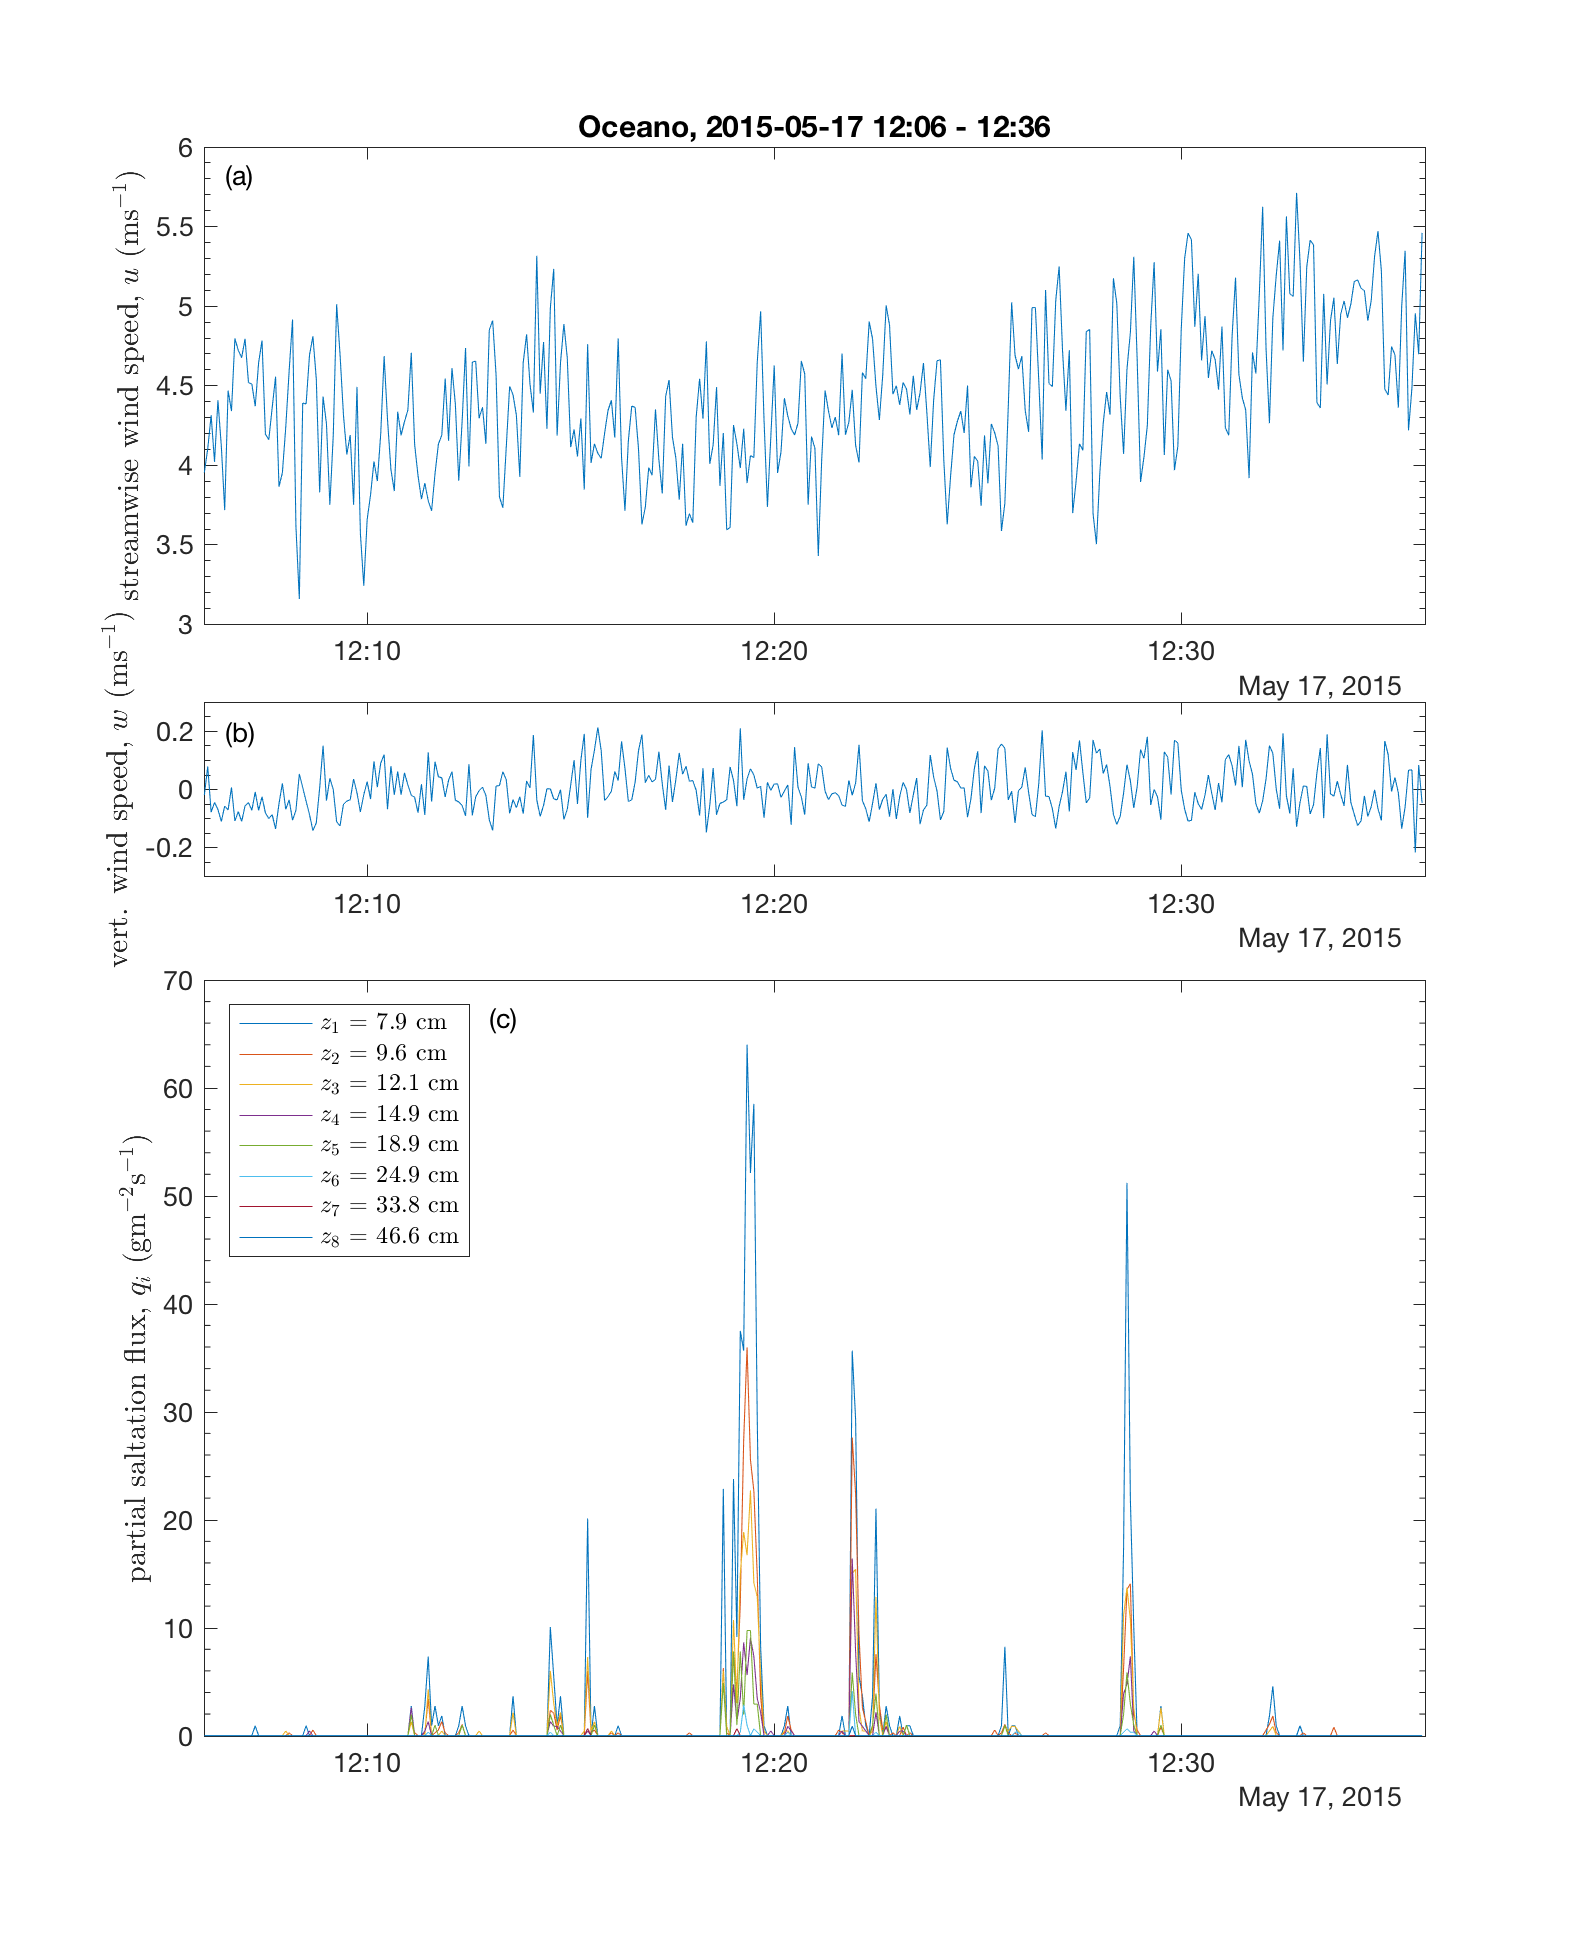 Oceano, 2015-05-17 12:06 - 12:36
(a)
streamwise wind speed, u (ms⁻¹)
6
5.5
5
4.5
4
3.5
3
12:10 12:20 12:30
May 17, 2015
(b)
vert. wind speed, w (ms⁻¹)
0.2
0
-0.2
12:10 12:20 12:30
May 17, 2015
(c)
partial saltation flux, qᵢ (gm⁻²s⁻¹)
70
60
50
40
30
20
10
0
z₁ = 7.9 cm
z₂ = 9.6 cm
z₃ = 12.1 cm
z₄ = 14.9 cm
z₅ = 18.9 cm
z₆ = 24.9 cm
z₇ = 33.8 cm
z₈ = 46.6 cm
12:10 12:20 12:30
May 17, 2015